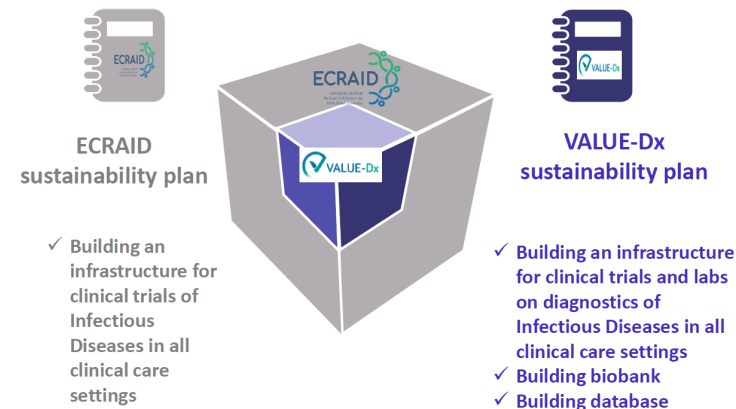 ECRAID
ECRAID
VALUE-Dx
ECRAID
sustainability plan
VALUE-Dx
VALUE-Dx
sustainability plan
✓ Building an
infrastructure for
clinical trials of
Infectious
Diseases in all
clinical care
settings
✓ Building an infrastructure
for clinical trials and labs
on diagnostics of
Infectious Diseases in all
clinical care settings
✓ Building biobank
✓ Building database